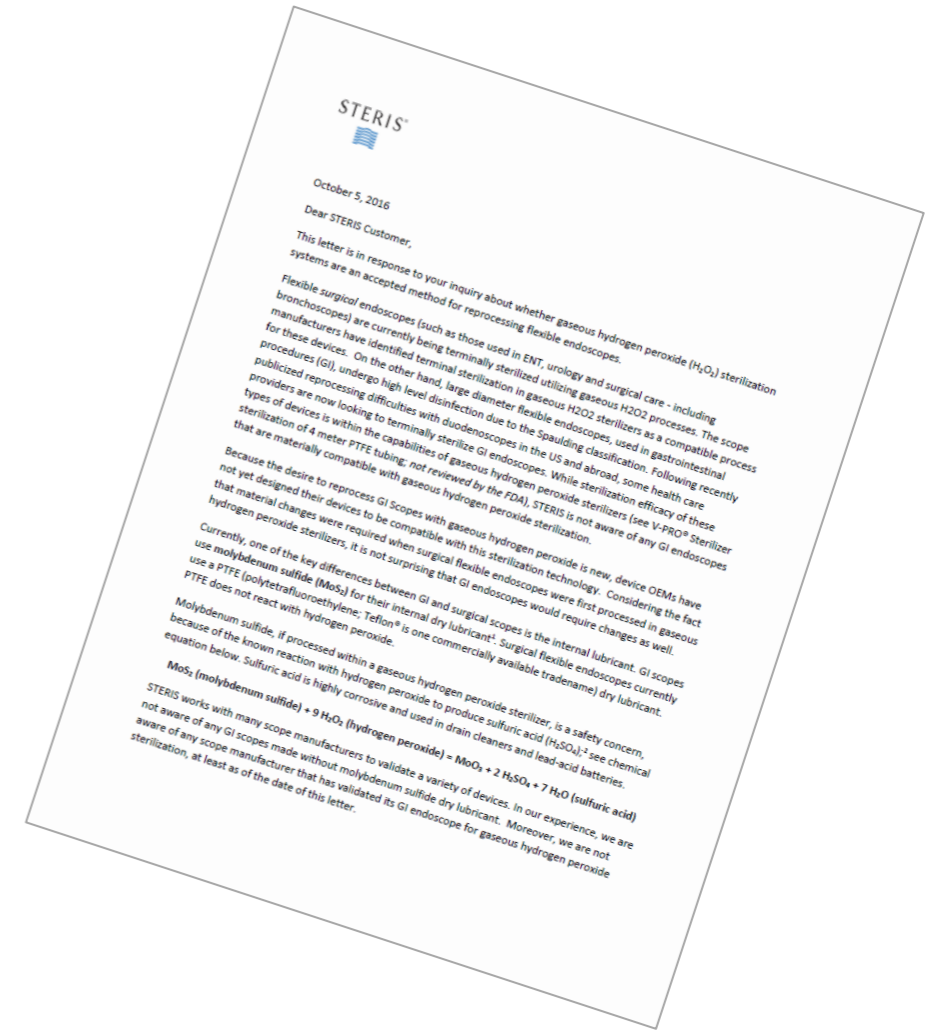 STERIS®
October 5, 2016
Dear STERIS Customer,
This letter is in response to your inquiry about whether gaseous hydrogen peroxide (H₂O₂) sterilization
systems are an accepted method for reprocessing flexible endoscopes.
Flexible surgical endoscopes (such as those used in ENT, urology and surgical care - including
bronchoscopes) are currently being terminally sterilized utilizing gaseous H2O2 processes. The scope
manufacturers have identified terminal sterilization in gaseous H2O2 sterilizers as a compatible process
for these devices. On the other hand, large diameter flexible endoscopes, used in gastrointestinal
procedures (GI), undergo high level disinfection due to the Spaulding classification. Following recently
publicized reprocessing difficulties with duodenoscopes in the US and abroad, some health care
providers are now looking to terminally sterilize GI endoscopes. While sterilization efficacy of these
types of devices is within the capabilities of gaseous hydrogen peroxide sterilizers (see V-PRO® Sterilizer
sterilization of 4 meter PTFE tubing, not reviewed by the FDA), STERIS is not aware of any GI endoscopes
that are materially compatible with gaseous hydrogen peroxide sterilization.
Because the desire to reprocess GI Scopes with gaseous hydrogen peroxide is new, device OEMs have
not yet designed their devices to be compatible with this sterilization technology. Considering the fact
that material changes were required when surgical flexible endoscopes were first processed in gaseous
hydrogen peroxide sterilizers, it is not surprising that GI endoscopes would require changes as well.
Currently, one of the key differences between GI and surgical scopes is the internal lubricant. GI scopes
use molybdenum sulfide (MoS₂) for their internal dry lubricant¹. Surgical flexible endoscopes currently
use a PTFE (polytetrafluoroethylene; Teflon® is one commercially available tradename) dry lubricant.
PTFE does not react with hydrogen peroxide.
Molybdenum sulfide, if processed within a gaseous hydrogen peroxide sterilizer, is a safety concern,
because of the known reaction with hydrogen peroxide to produce sulfuric acid (H₂SO₄);² see chemical
equation below. Sulfuric acid is highly corrosive and used in drain cleaners and lead-acid batteries.
MoS₂ (molybdenum sulfide) + 9 H₂O₂ (hydrogen peroxide) = MoO₃ + 2 H₂SO₄ + 7 H₂O (sulfuric acid)
STERIS works with many scope manufacturers to validate a variety of devices. In our experience, we are
not aware of any GI scopes made without molybdenum sulfide dry lubricant. Moreover, we are not
aware of any scope manufacturer that has validated its GI endoscope for gaseous hydrogen peroxide
sterilization, at least as of the date of this letter.